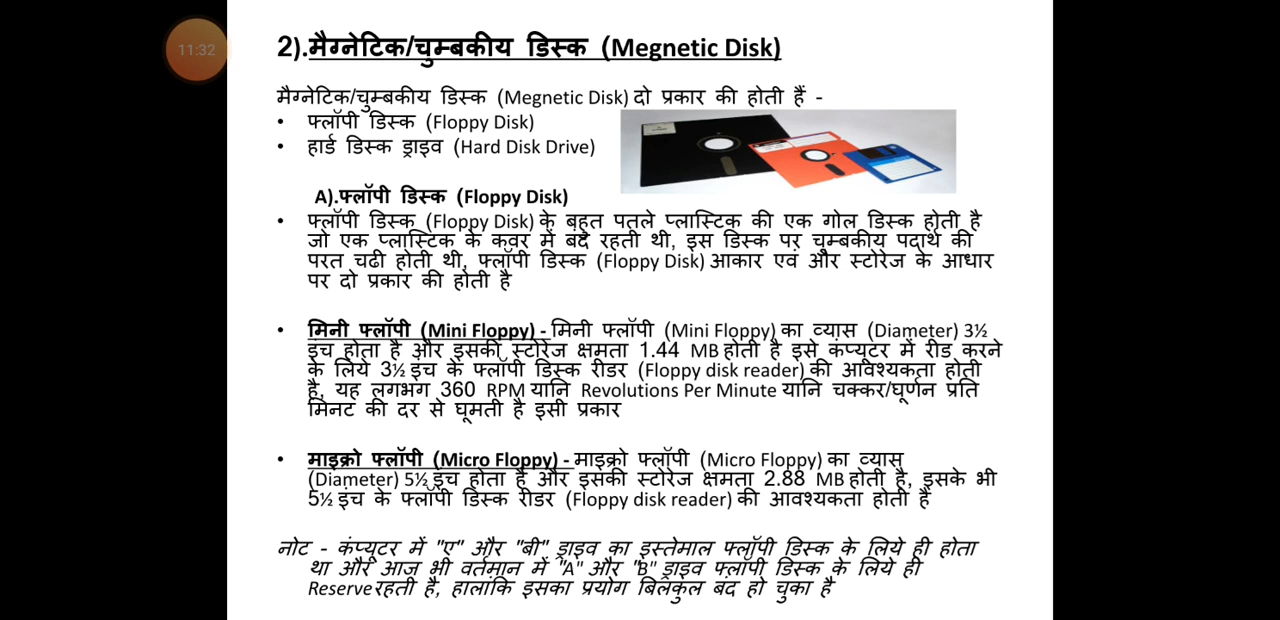 11:32
2).मैग्नेटिक/चुम्बकीय डिस्क (Megnetic Disk)
मैग्नेटिक/चुम्बकीय डिस्क (Megnetic Disk) दो प्रकार की होती हैं -
• फ्लॉपी डिस्क (Floppy Disk)
• हार्ड डिस्क ड्राइव (Hard Disk Drive)
A).फ्लॉपी डिस्क (Floppy Disk)
• फ्लॉपी डिस्क (Floppy Disk) के बहुत पतले प्लास्टिक की एक गोल डिस्क होती है
जो एक प्लास्टिक के कवर में बंद रहती थी, इस डिस्क पर चुम्बकीय पदार्थ की
परत चढी होती थी, फ्लॉपी डिस्क (Floppy Disk) आकार एवं और स्टोरेज के आधार
पर दो प्रकार की होती है
• मिनी फ्लॉपी (Mini Floppy) - मिनी फ्लॉपी (Mini Floppy) का व्यास (Diameter) 3½
इंच होता है और इसकी स्टोरेज क्षमता 1.44 MB होती है इसे कंप्यूटर में रीड करने
के लिये 3½ इंच के फ्लॉपी डिस्क रीडर (Floppy disk reader) की आवश्यकता होती
है, यह लगभग 360 RPM यानि Revolutions Per Minute यानि चक्कर/घूर्णन प्रति
मिनट की दर से घूमती है इसी प्रकार
• माइक्रो फ्लॉपी (Micro Floppy) - माइक्रो फ्लॉपी (Micro Floppy) का व्यास
(Diameter) 5½ इंच होता है और इसकी स्टोरेज क्षमता 2.88 MB होती है, इसके भी
5½ इंच के फ्लॉपी डिस्क रीडर (Floppy disk reader) की आवश्यकता होती है
नोट - कंप्यूटर में "ए" और "बी" ड्राइव का इस्तेमाल फ्लॉपी डिस्क के लिये ही होता
था और आज भी वर्तमान में "A" और "B" ड्राइव फ्लॉपी डिस्क के लिये ही
Reserve रहती है, हालांकि इसका प्रयोग बिलकुल बंद हो चुका है